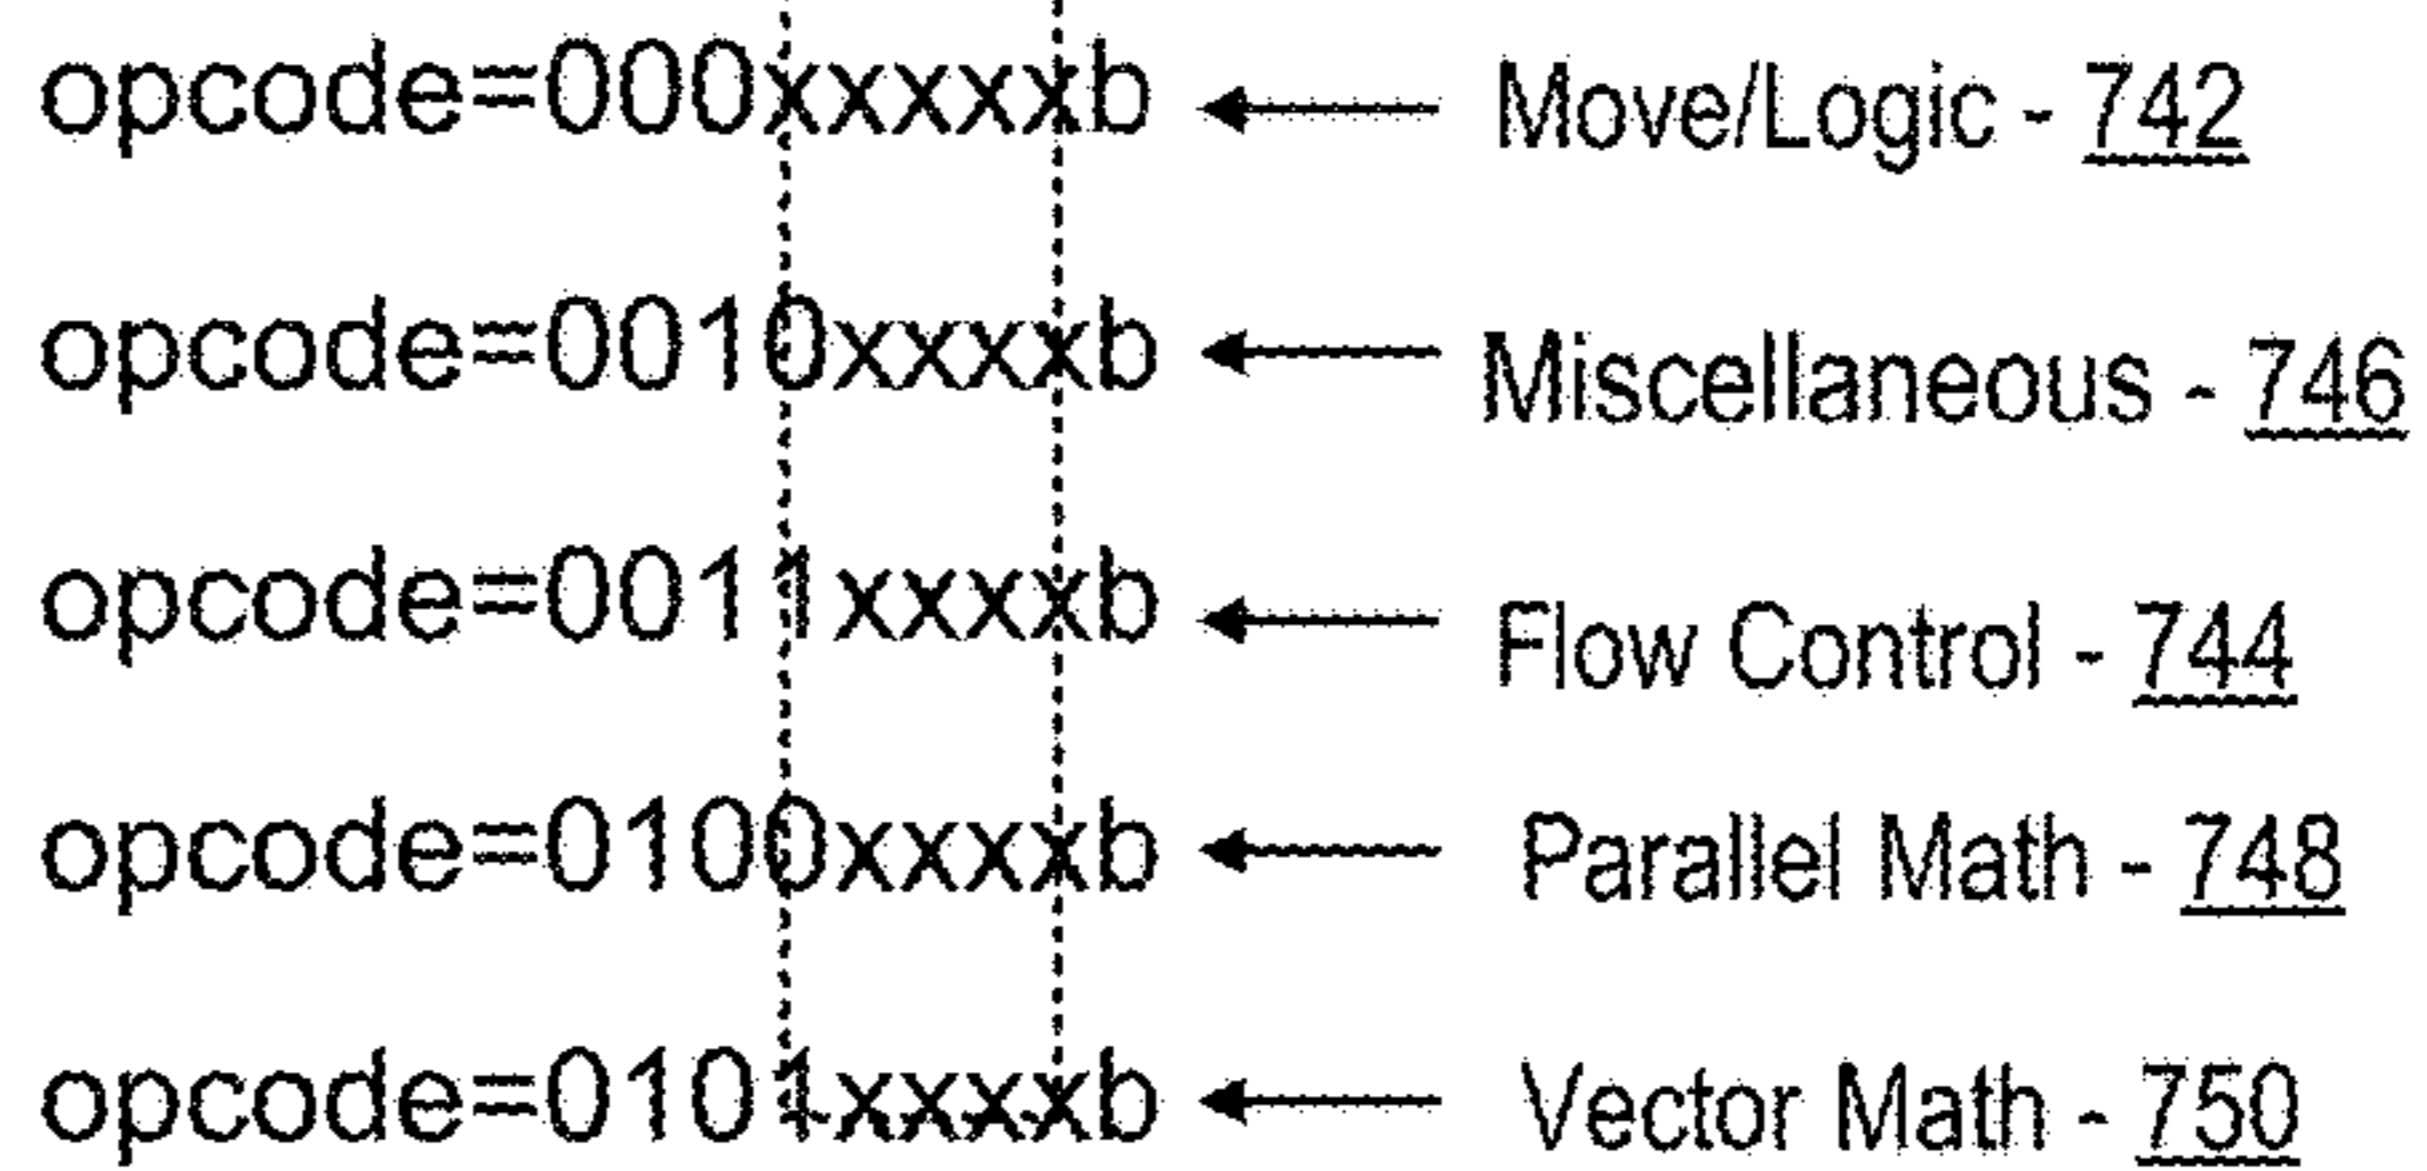 opcode=000xxxxxb Move/Logic - 742
opcode=0010xxxxb Miscellaneous - 746
opcode=0011xxxxb Flow Control - 744
opcode=0100xxxxb Parallel Math - 748
opcode=0101xxxxb Vector Math - 750